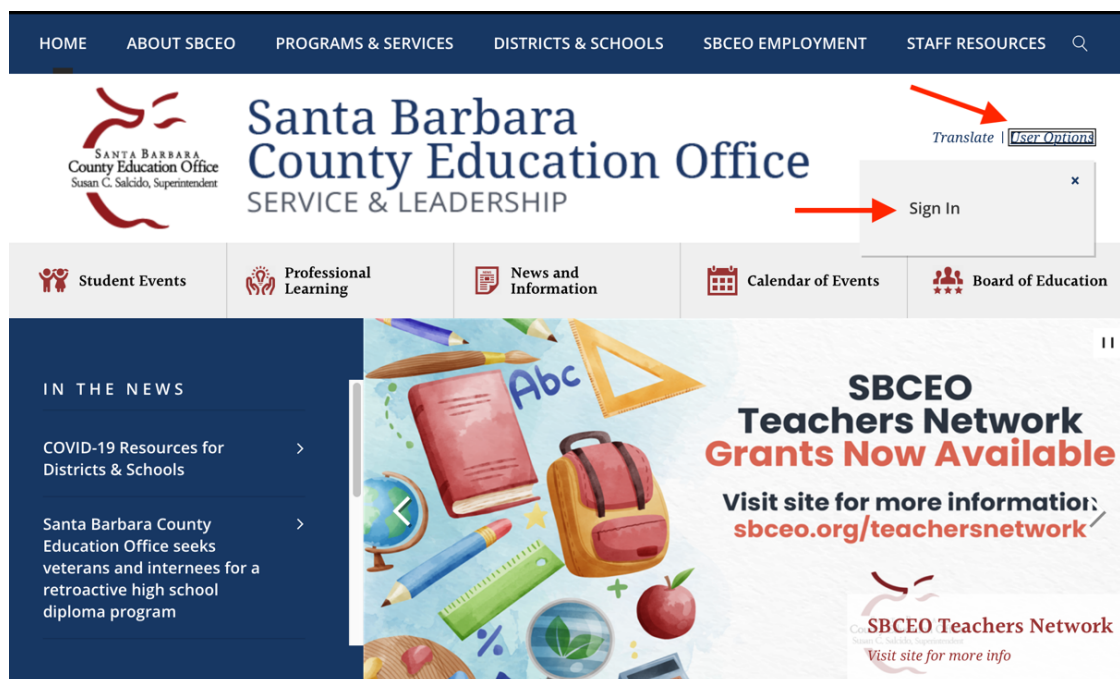 HOME ABOUT SBCEO PROGRAMS & SERVICES DISTRICTS & SCHOOLS SBCEO EMPLOYMENT STAFF RESOURCES
SANTA BARBARA
County Education Office
Susan C. Salcido, Superintendent
Santa Barbara
County Education Office
SERVICE & LEADERSHIP
Translate | User Options
×
Sign In
Student Events
Professional
Learning
News and
Information
Calendar of Events
Board of Education
IN THE NEWS
COVID-19 Resources for
Districts & Schools
Santa Barbara County
Education Office seeks
veterans and internees for a
retroactive high school
diploma program
Abc
%
+
SBCEO
Teachers Network
Grants Now Available
Visit site for more information:
sbceo.org/teachersnetwork
SBCEO Teachers Network
Visit site for more info